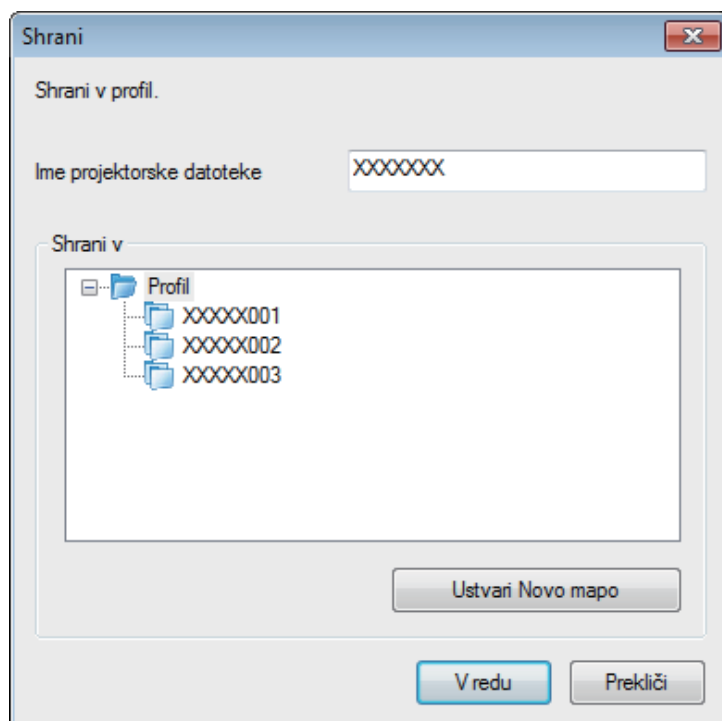 Shrani
Shrani v profil.
Ime projektorske datoteke XXXXXXX
Shrani v
Profil
XXXXX001
XXXXX002
XXXXX003
Ustvari Novo mapo
V redu Prekliči